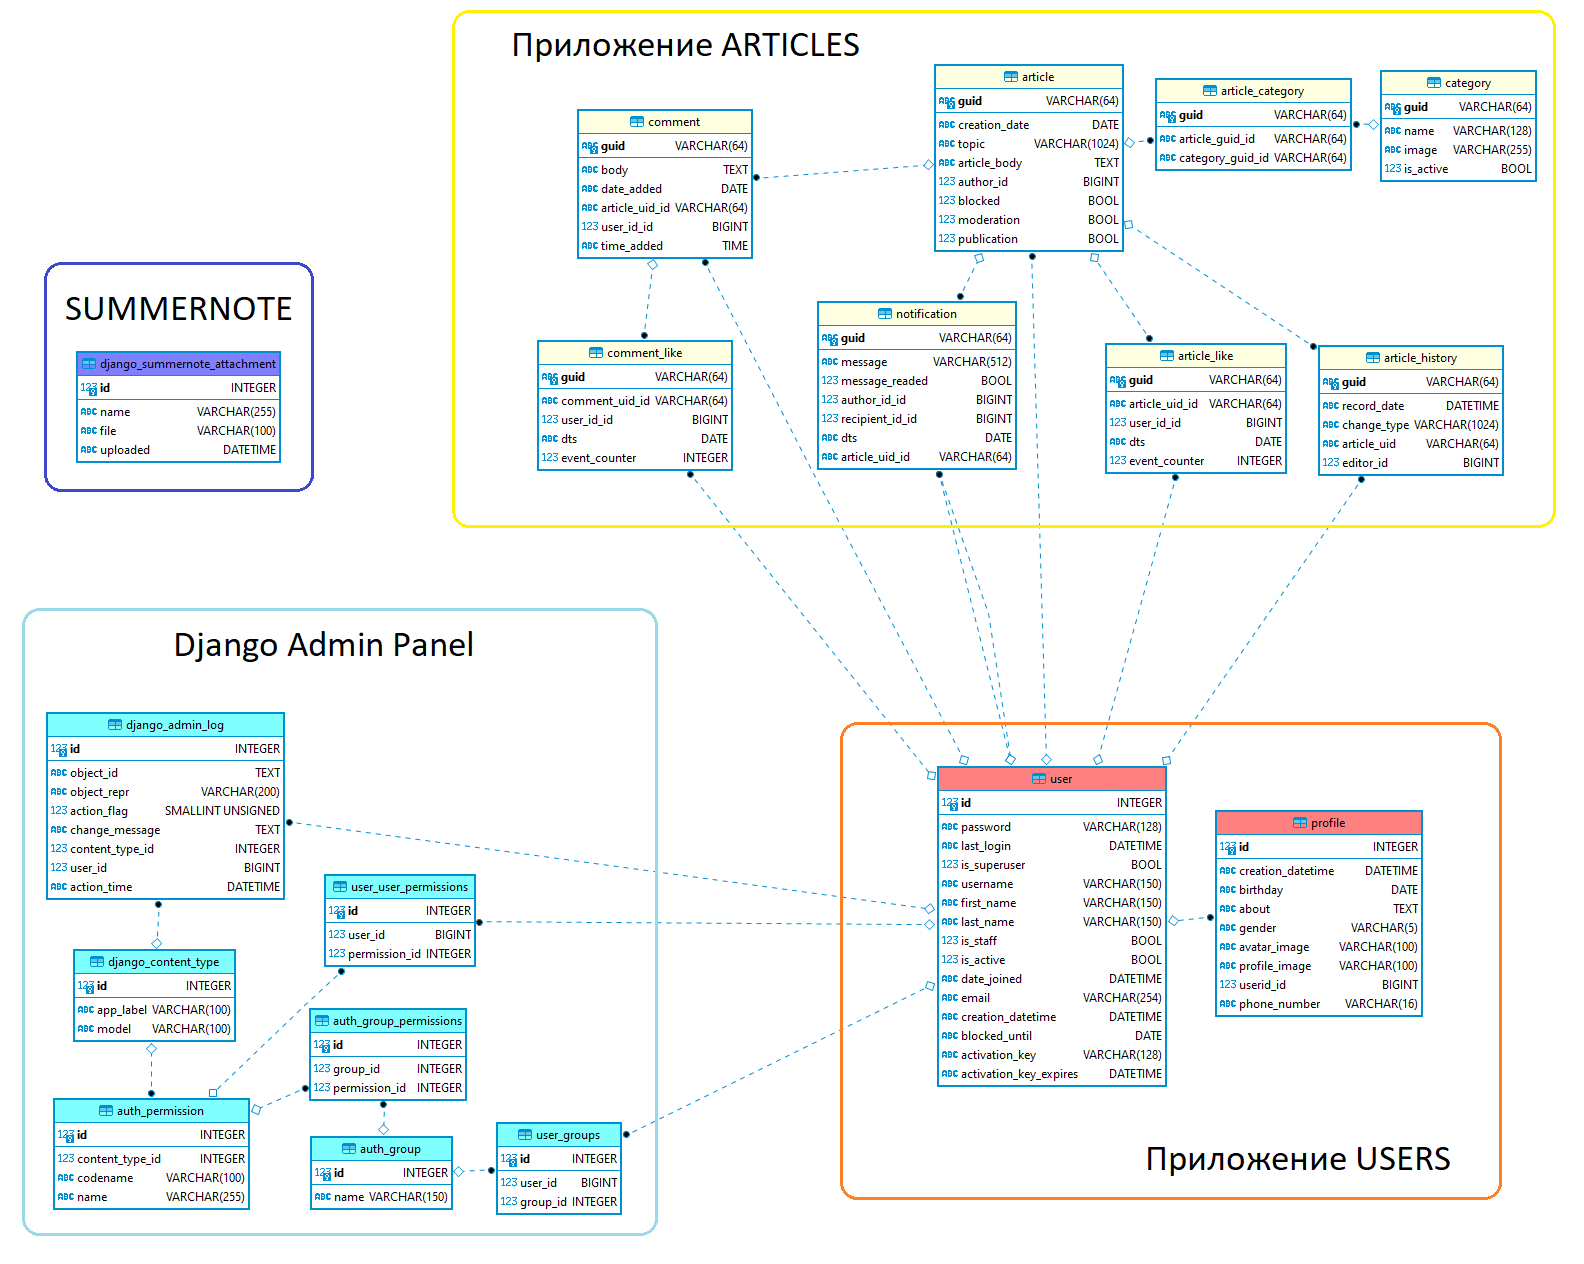 Приложение ARTICLES
comment
guid VARCHAR(64)
body TEXT
date_added DATE
article_uid_id VARCHAR(64)
user_id_id BIGINT
time_added TIME
article
guid VARCHAR(64)
creation_date DATE
topic VARCHAR(1024)
article_body TEXT
author_id BIGINT
blocked BOOL
moderation BOOL
publication BOOL
article_category
guid VARCHAR(64)
article_guid_id VARCHAR(64)
category_guid_id VARCHAR(64)
category
guid VARCHAR(64)
name VARCHAR(128)
image VARCHAR(255)
is_active BOOL
comment_like
guid VARCHAR(64)
comment_uid_id VARCHAR(64)
user_id_id BIGINT
dts DATE
event_counter INTEGER
notification
guid VARCHAR(64)
message VARCHAR(512)
message_readed BOOL
author_id_id BIGINT
recipient_id_id BIGINT
dts DATE
article_uid_id VARCHAR(64)
article_like
guid VARCHAR(64)
article_uid_id VARCHAR(64)
user_id_id BIGINT
dts DATE
event_counter INTEGER
article_history
guid VARCHAR(64)
record_date DATETIME
change_type VARCHAR(1024)
article_uid VARCHAR(64)
editor_id BIGINT
SUMMERNOTE
django_summernote_attachment
id INTEGER
name VARCHAR(255)
file VARCHAR(100)
uploaded DATETIME
Django Admin Panel
django_admin_log
id INTEGER
object_id TEXT
object_repr VARCHAR(200)
action_flag SMALLINT UNSIGNED
change_message TEXT
content_type_id INTEGER
user_id BIGINT
action_time DATETIME
user_user_permissions
id INTEGER
user_id BIGINT
permission_id INTEGER
django_content_type
id INTEGER
app_label VARCHAR(100)
model VARCHAR(100)
auth_group_permissions
id INTEGER
group_id INTEGER
permission_id INTEGER
auth_permission
id INTEGER
content_type_id INTEGER
codename VARCHAR(100)
name VARCHAR(255)
auth_group
id INTEGER
name VARCHAR(150)
user_groups
id INTEGER
user_id BIGINT
group_id INTEGER
user
id INTEGER
password VARCHAR(128)
last_login DATETIME
is_superuser BOOL
username VARCHAR(150)
first_name VARCHAR(150)
last_name VARCHAR(150)
is_staff BOOL
is_active BOOL
date_joined DATETIME
email VARCHAR(254)
creation_datetime DATETIME
blocked_until DATE
activation_key VARCHAR(128)
activation_key_expires DATETIME
profile
id INTEGER
creation_datetime DATETIME
birthday DATE
about TEXT
gender VARCHAR(5)
avatar_image VARCHAR(100)
profile_image VARCHAR(100)
userid_id BIGINT
phone_number VARCHAR(16)
Приложение USERS